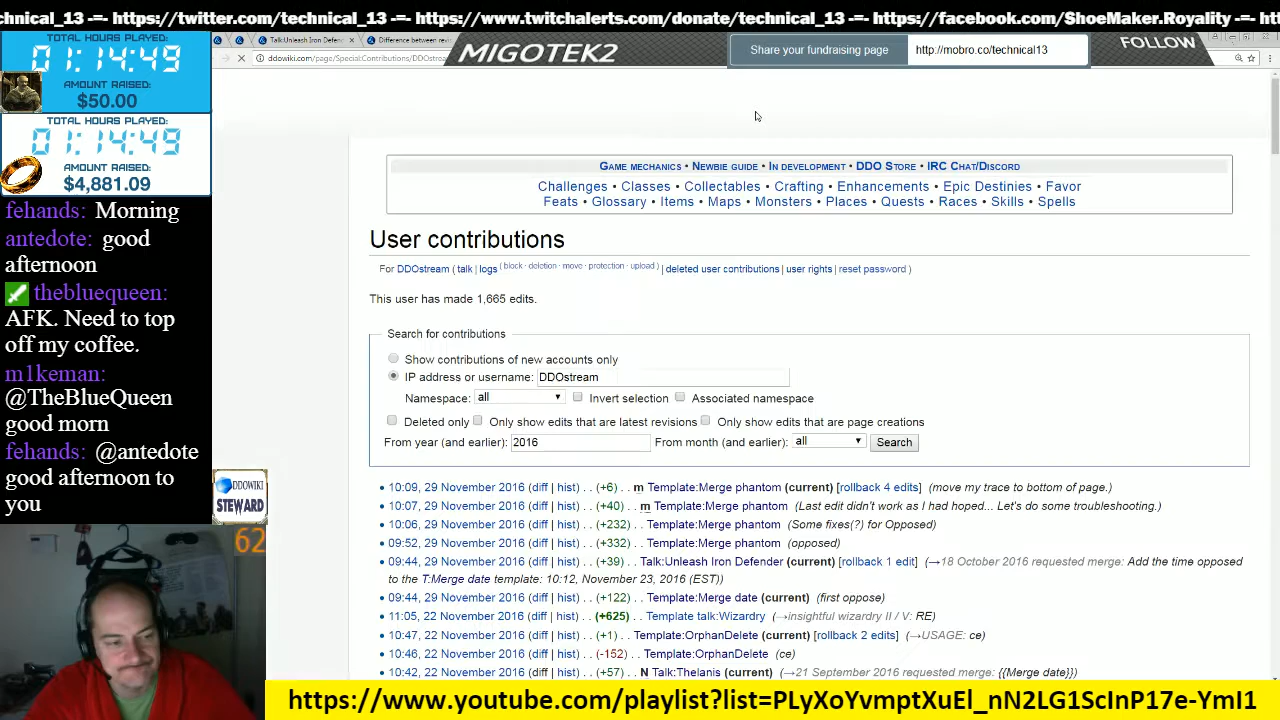 chnical_13 -=- https://twitter.com/technical_13 -=- https://www.twitchalerts.com/donate/technical_13 -=- https://facebook.com/ShoeMaker.Royality -=- ht
TOTAL HOURS PLAYED:
01:14:49
AMOUNT RAISED:
$50.00
TOTAL HOURS PLAYED:
01:14:49
AMOUNT RAISED:
$4,881.09
Talk:Unleash Iron Defend
Difference between revi
ddowiki.com/page/Special:Contributions/DDOstrea
MIGOTEK2
Share your fundraising page
http://mobro.co/technical13
FOLLOW
fehands: Morning
antedote: good
afternoon
thebluequeen:
AFK. Need to top
off my coffee.
m1keman:
@TheBlueQueen
good morn
fehands: @antedote
good afternoon to
you
DDOWIKI
STEWARD
62
Game mechanics • Newbie guide • In development • DDO Store • IRC Chat/Discord
Challenges • Classes • Collectables • Crafting • Enhancements • Epic Destinies • Favor
Feats • Glossary • Items • Maps • Monsters • Places • Quests • Races • Skills • Spells
User contributions
For DDOstream ( talk | logs ( block · deletion · move · protection · upload ) | deleted user contributions | user rights | reset password )
This user has made 1,665 edits.
Search for contributions
Show contributions of new accounts only
IP address or username: DDOstream
Namespace: all Invert selection Associated namespace
Deleted only Only show edits that are latest revisions Only show edits that are page creations
From year (and earlier): 2016 From month (and earlier): all Search
• 10:09, 29 November 2016 (diff | hist) . . (+6) . . m Template:Merge phantom (current) [rollback 4 edits] (move my trace to bottom of page.)
• 10:07, 29 November 2016 (diff | hist) . . (+40) . . m Template:Merge phantom (Last edit didn't work as I had hoped... Let's do some troubleshooting.)
• 10:06, 29 November 2016 (diff | hist) . . (+232) . . Template:Merge phantom (Some fixes(?) for Opposed)
• 09:52, 29 November 2016 (diff | hist) . . (+332) . . Template:Merge phantom (opposed)
• 09:44, 29 November 2016 (diff | hist) . . (+39) . . Talk:Unleash Iron Defender (current) [rollback 1 edit] (→18 October 2016 requested merge: Add the time opposed
to the T:Merge date template: 10:12, November 23, 2016 (EST))
• 09:44, 29 November 2016 (diff | hist) . . (+122) . . Template:Merge date (current) (first oppose)
• 11:05, 22 November 2016 (diff | hist) . . (+625) . . Template talk:Wizardry (→insightful wizardry II / V: RE)
• 10:47, 22 November 2016 (diff | hist) . . (+1) . . Template:OrphanDelete (current) [rollback 2 edits] (→USAGE: ce)
• 10:46, 22 November 2016 (diff | hist) . . (-152) . . Template:OrphanDelete (ce)
• 10:42, 22 November 2016 (diff | hist) . . (+57) . . N Talk:Thelanis (current) (→21 September 2016 requested merge: {{Merge date}})
https://www.youtube.com/playlist?list=PLyXoYvmptXuEl_nN2LG1ScInP17e-YmI1